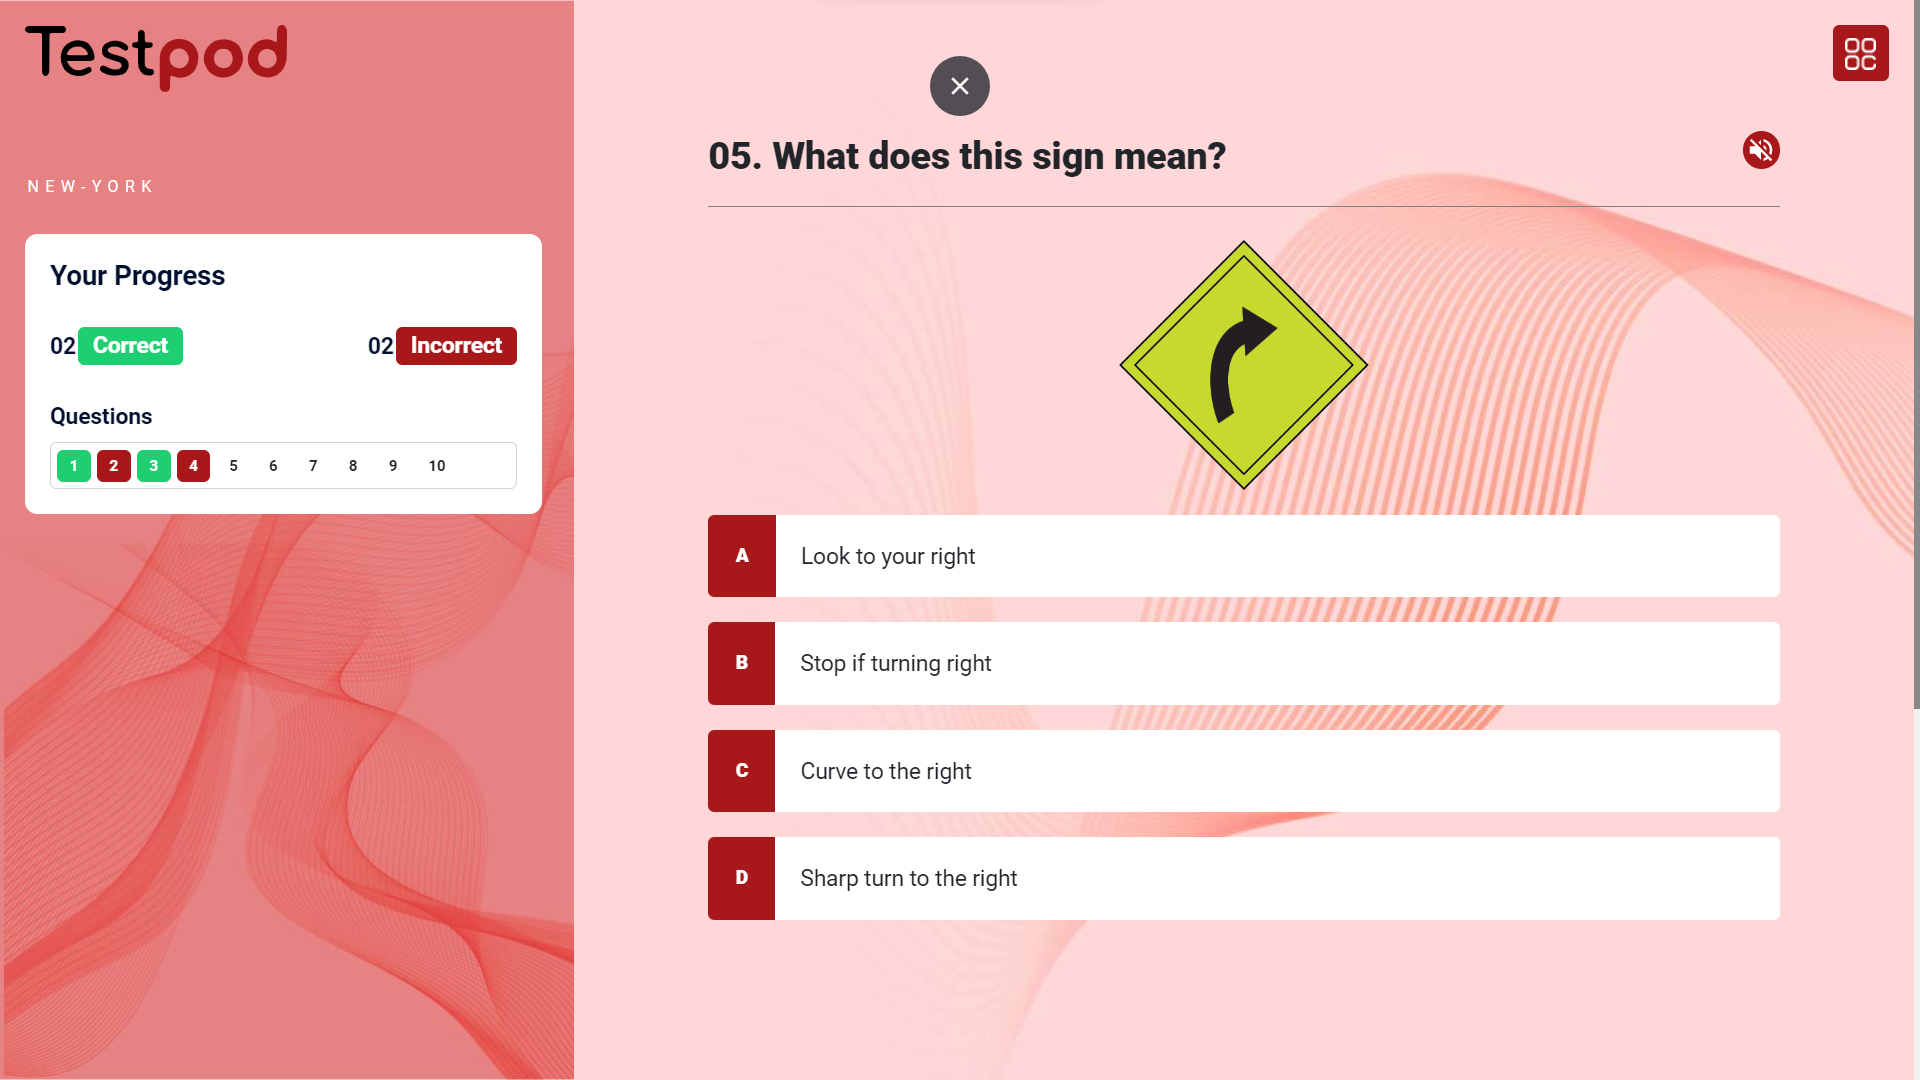 Testpod
NEW-YORK
Your Progress
02 Correct
02 Incorrect
Questions
1 2 3 4 5 6 7 8 9 10
05. What does this sign mean?
A Look to your right
B Stop if turning right
C Curve to the right
D Sharp turn to the right